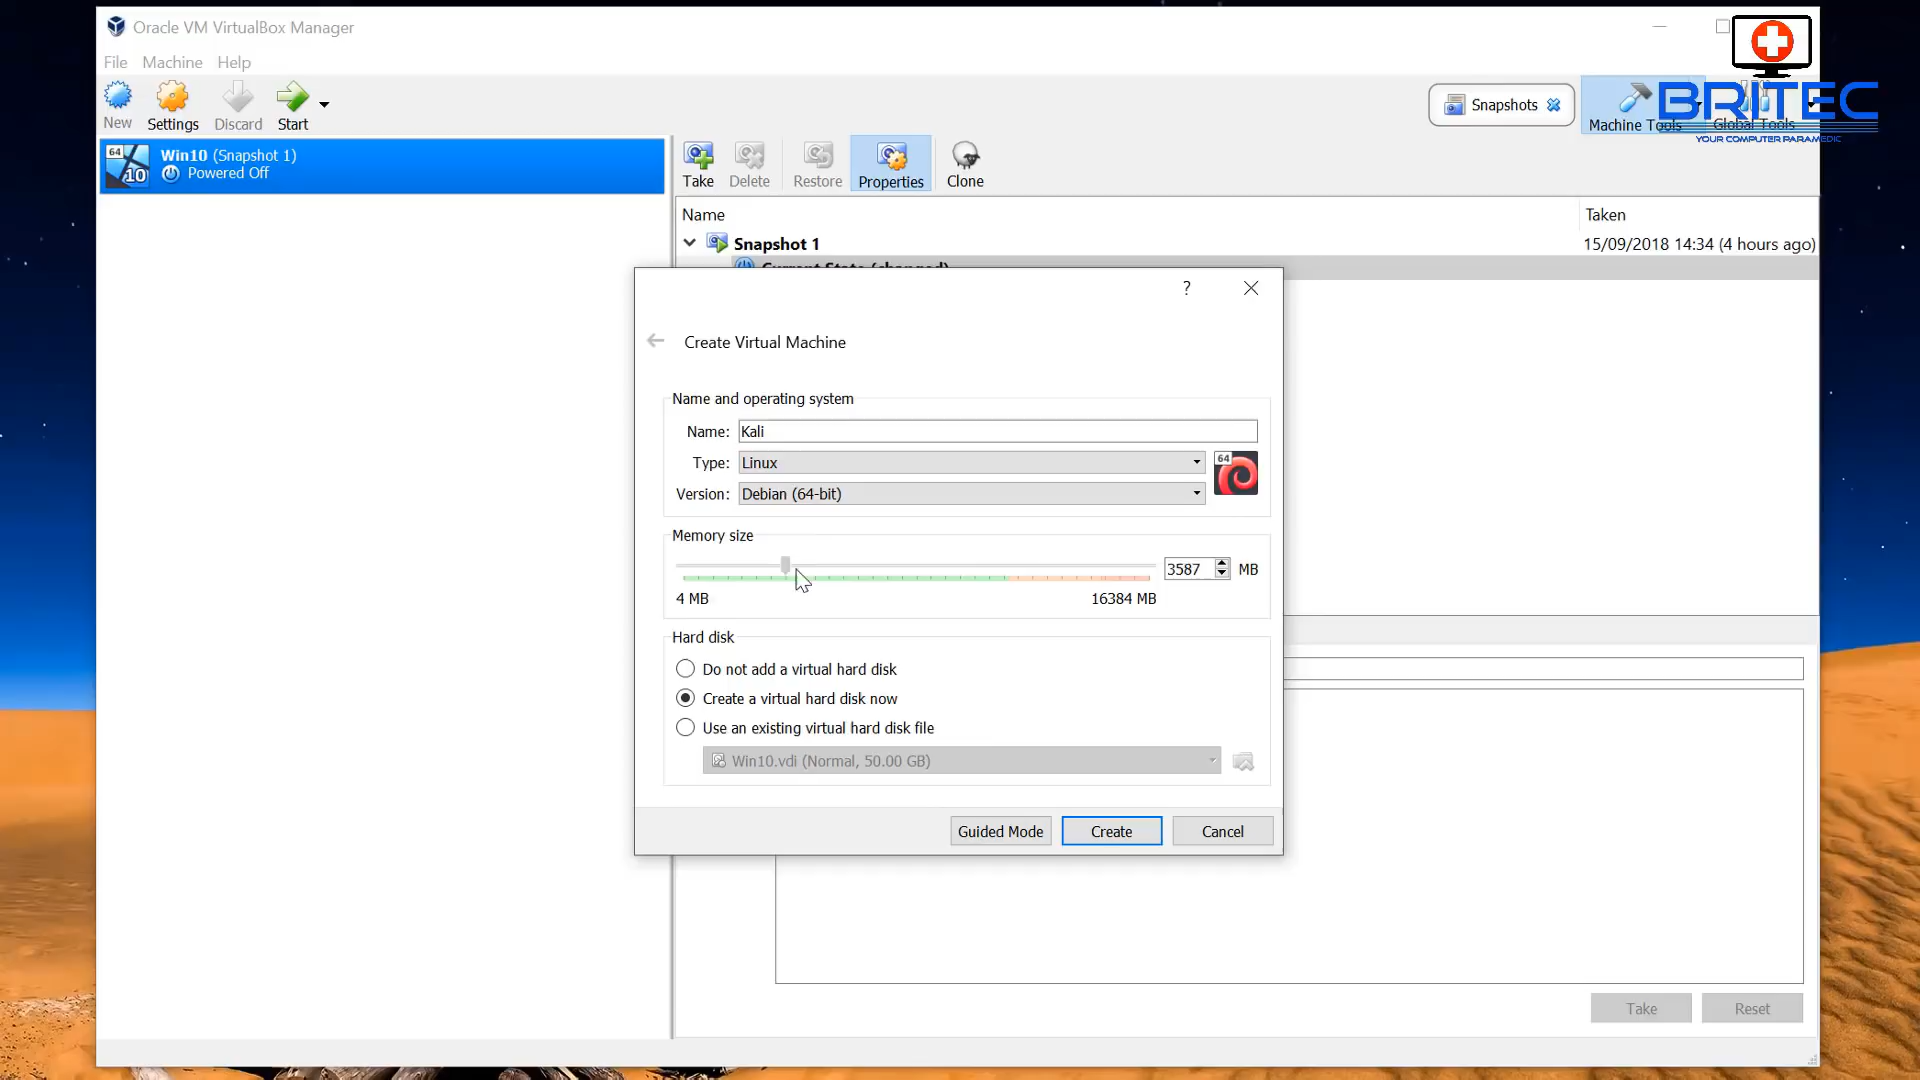 Oracle VM VirtualBox Manager
File Machine Help
New Settings Discard Start
Snapshots
Machine Tools
Global Tools
BRITEC
YOUR COMPUTER PARAMEDIC
64
10
Win10 (Snapshot 1)
Powered Off
Take Delete Restore Properties Clone
Name Taken
Snapshot 1 15/09/2018 14:34 (4 hours ago)
Current State (changed)
?
Create Virtual Machine
Name and operating system
Name: Kali
Type: Linux
64
Version: Debian (64-bit)
Memory size
3587 MB
4 MB 16384 MB
Hard disk
Do not add a virtual hard disk
Create a virtual hard disk now
Use an existing virtual hard disk file
Win10.vdi (Normal, 50.00 GB)
Guided Mode Create Cancel
Take Reset